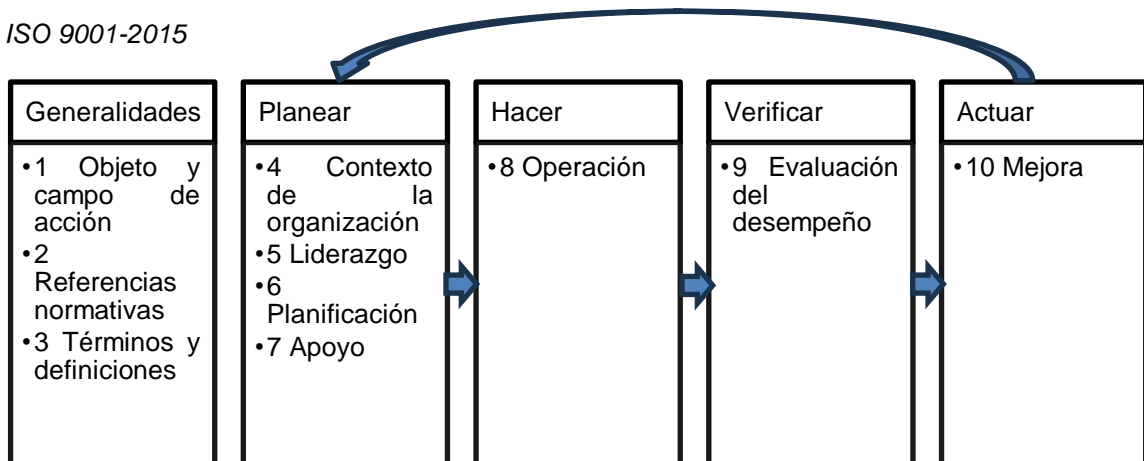 ISO 9001-2015
Generalidades
•1 Objeto y
campo de
acción
•2
Referencias
normativas
•3 Términos y
definiciones
Planear
•4 Contexto
de la
organización
•5 Liderazgo
•6
Planificación
•7 Apoyo
Hacer
•8 Operación
Verificar
•9 Evaluación
del
desempeño
Actuar
•10 Mejora